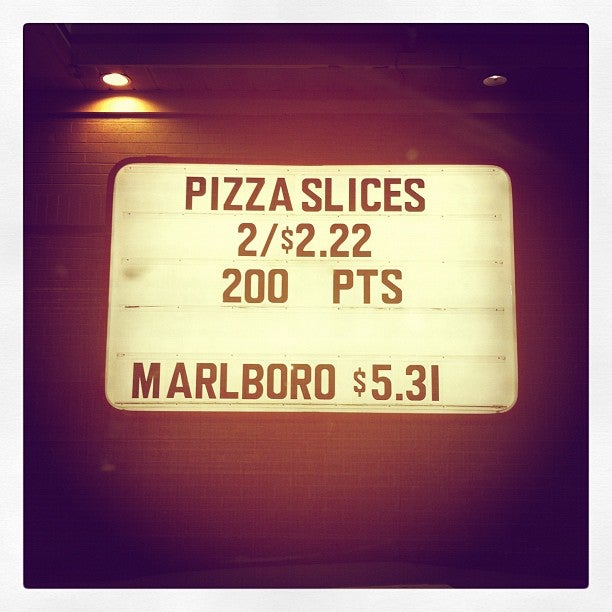 PIZZA SLICES
2/$2.22
200 PTS
MARLBORO $5.31